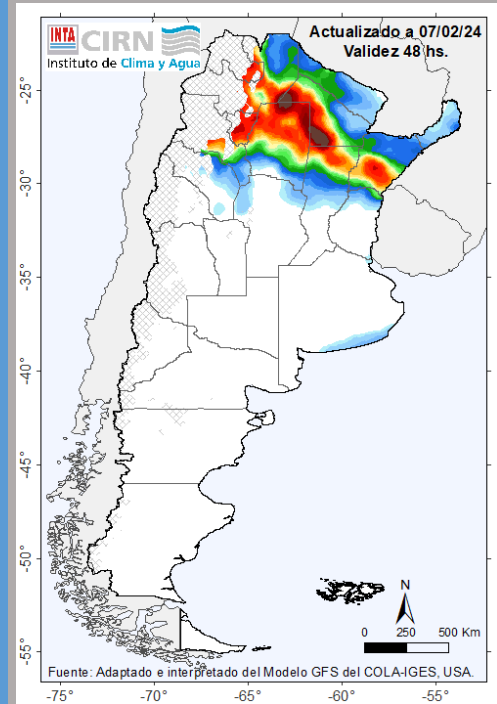 INTA CIRN
Instituto de Clima y Agua
Actualizado a 07/02/24
Validez 48 hs.
-25°
-30°
-35°
-40°
-45°
-50°
-55°
N
0 250 500 Km
Fuente: Adaptado e interpretado del Modelo GFS del COLA-IGES, USA.
-75° -70° -65° -60° -55°